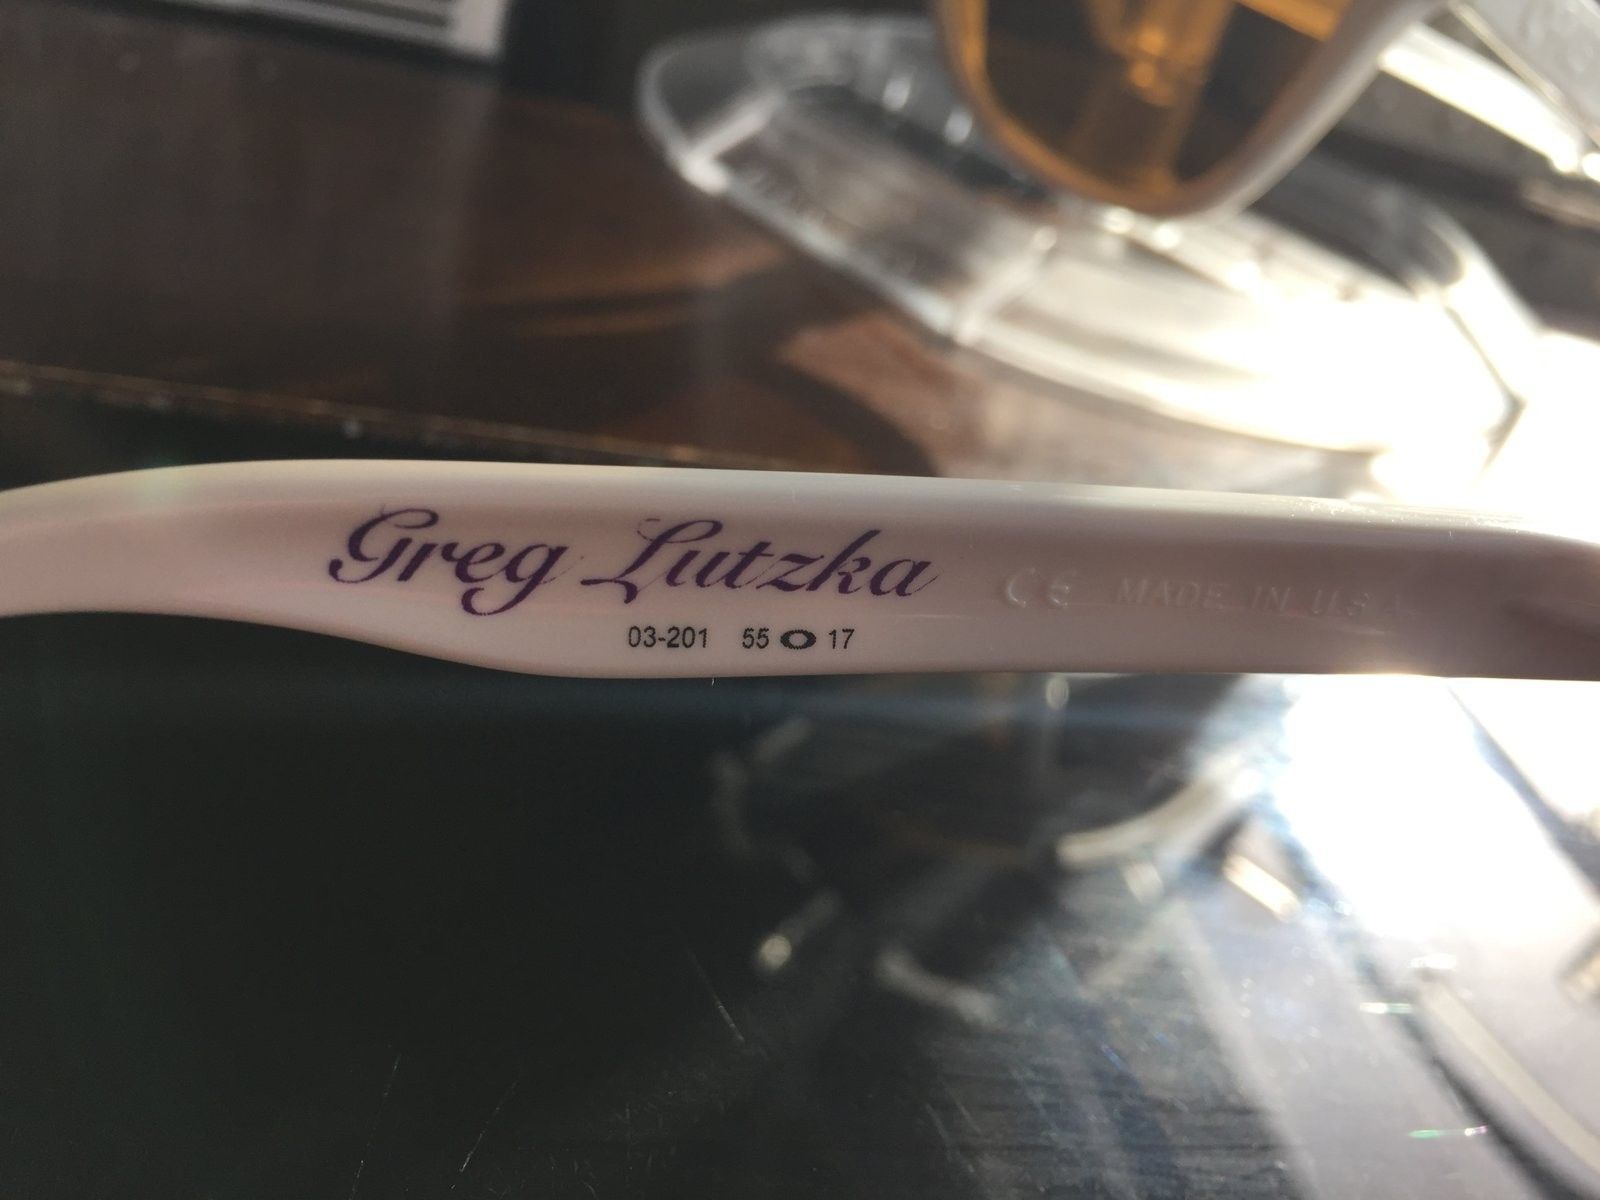 Greg Lutzka
CE MADE IN U.S.A.
03-201 55 17